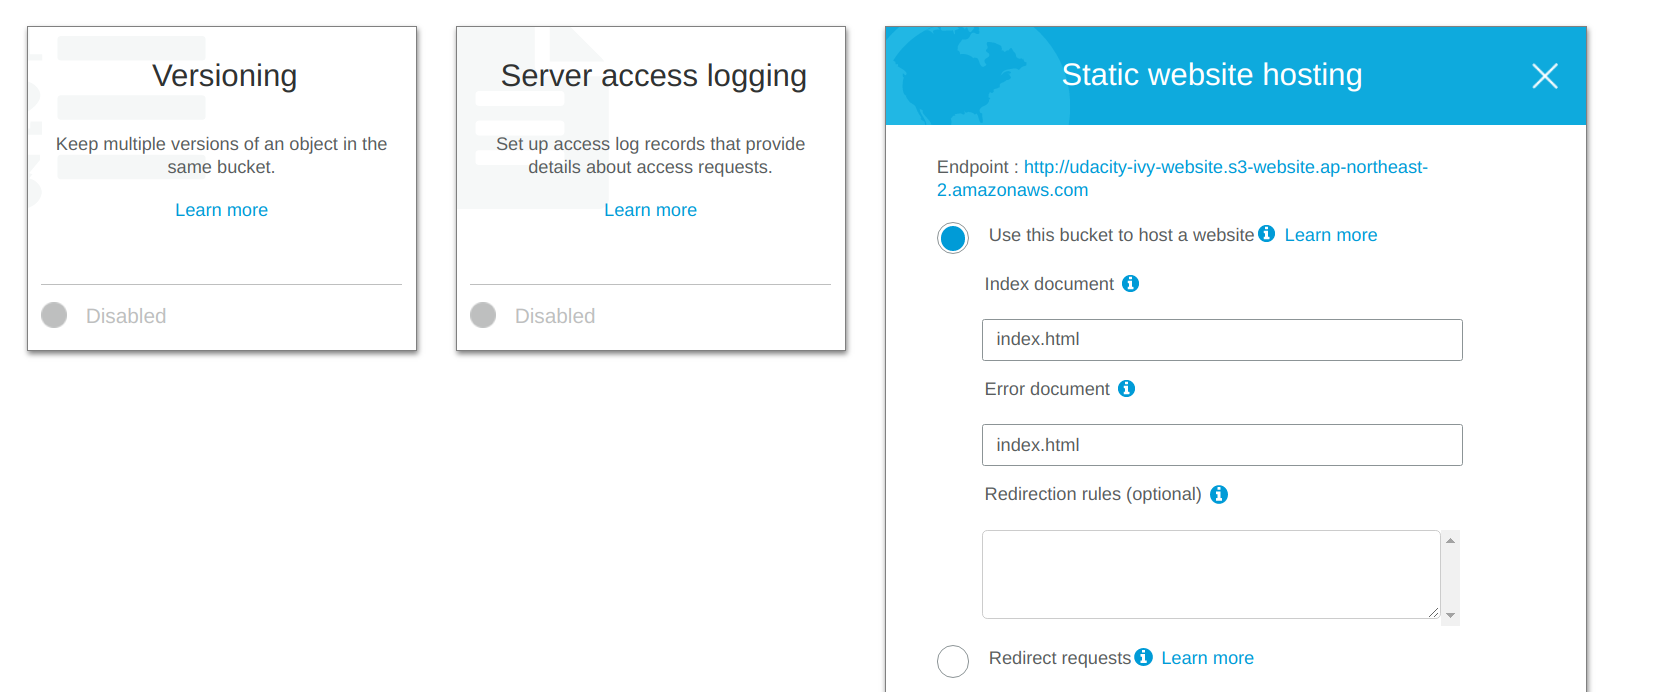 Versioning
Keep multiple versions of an object in the
same bucket.
Learn more
Disabled
Server access logging
Set up access log records that provide
details about access requests.
Learn more
Disabled
Static website hosting
Endpoint : http://udacity-ivy-website.s3-website.ap-northeast-
2.amazonaws.com
Use this bucket to host a website Learn more
Index document
index.html
Error document
index.html
Redirection rules (optional)
Redirect requests Learn more